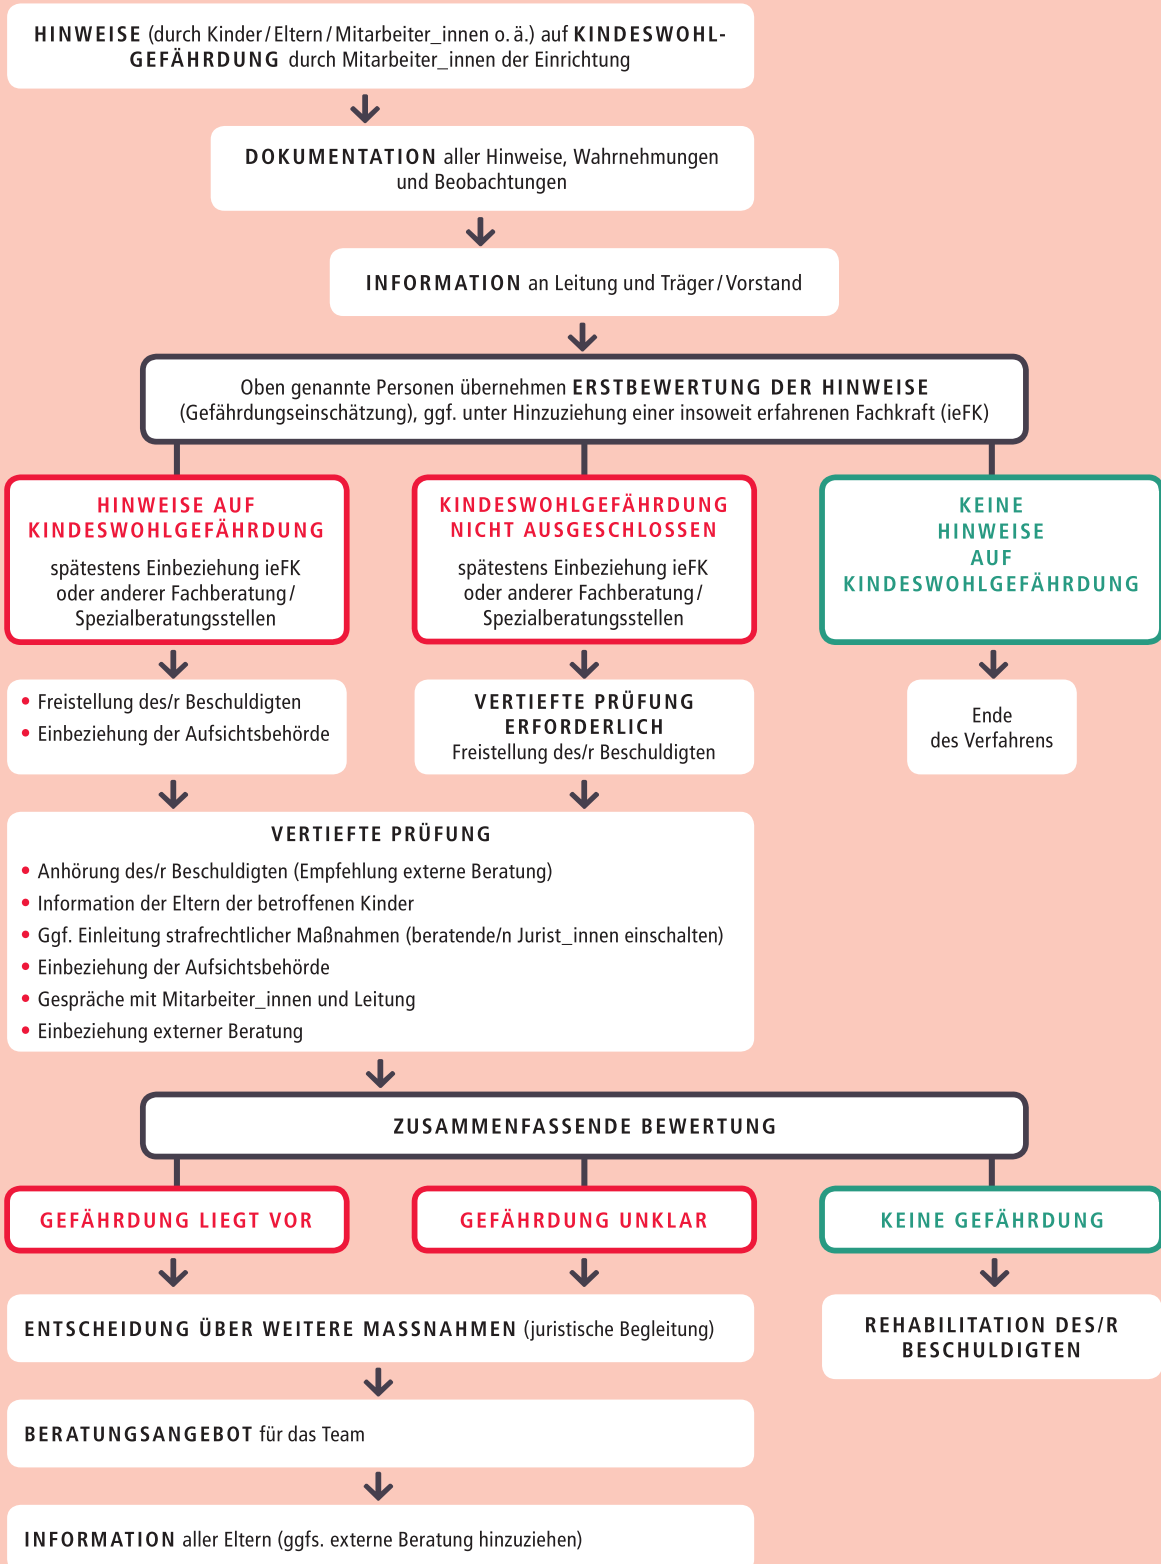 HINWEISE (durch Kinder/Eltern/Mitarbeiter_innen o. ä.) auf KINDESWOHL-
GEFÄHRDUNG durch Mitarbeiter_innen der Einrichtung
DOKUMENTATION aller Hinweise, Wahrnehmungen
und Beobachtungen
INFORMATION an Leitung und Träger/Vorstand
Oben genannte Personen übernehmen ERSTBEWERTUNG DER HINWEISE
(Gefährdungseinschätzung), ggf. unter Hinzuziehung einer insoweit erfahrenen Fachkraft (ieFK)
HINWEISE AUF
KINDESWOHLGEFÄHRDUNG
spätestens Einbeziehung ieFK
oder anderer Fachberatung/
Spezialberatungsstellen
KINDESWOHLGEFÄHRDUNG
NICHT AUSGESCHLOSSEN
spätestens Einbeziehung ieFK
oder anderer Fachberatung/
Spezialberatungsstellen
KEINE
HINWEISE
AUF
KINDESWOHLGEFÄHRDUNG
• Freistellung des/r Beschuldigten
• Einbeziehung der Aufsichtsbehörde
VERTIEFTE PRÜFUNG
ERFORDERLICH
Freistellung des/r Beschuldigten
Ende
des Verfahrens
VERTIEFTE PRÜFUNG
• Anhörung des/r Beschuldigten (Empfehlung externe Beratung)
• Information der Eltern der betroffenen Kinder
• Ggf. Einleitung strafrechtlicher Maßnahmen (beratende/n Jurist_innen einschalten)
• Einbeziehung der Aufsichtsbehörde
• Gespräche mit Mitarbeiter_innen und Leitung
• Einbeziehung externer Beratung
ZUSAMMENFASSENDE BEWERTUNG
GEFÄHRDUNG LIEGT VOR
GEFÄHRDUNG UNKLAR
KEINE GEFÄHRDUNG
ENTSCHEIDUNG ÜBER WEITERE MASSNAHMEN (juristische Begleitung)
REHABILITATION DES/R
BESCHULDIGTEN
BERATUNGSANGEBOT für das Team
INFORMATION aller Eltern (ggfs. externe Beratung hinzuziehen)